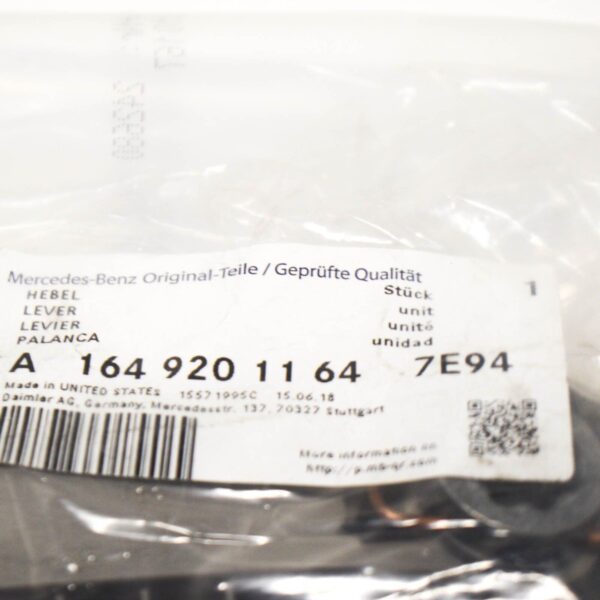 Mercedes-Benz Original-Teile / Geprüfte Qualität
HEBEL Stück 1
LEVER unit
LEVIER unité
PALANCA unidad
A 164 920 11 64 7E94
Made in UNITED STATES 15571995C 15.06.18
Daimler AG, Germany, Mercedesstr. 137, 70327 Stuttgart
More information on
http://q.mb-qr.com